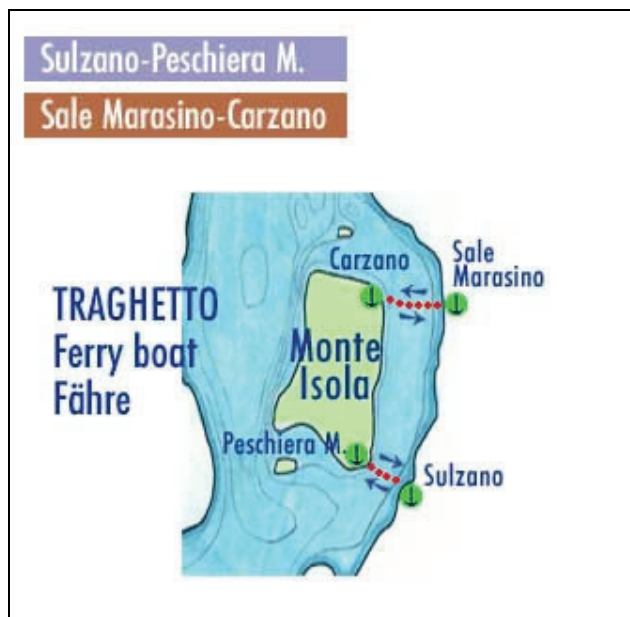 Sulzano-Peschiera M.
Sale Marasino-Carzano
Carzano
Sale
Marasino
TRAGHETTO
Ferry boat
Fähre
Monte
Isola
Peschiera M.
Sulzano